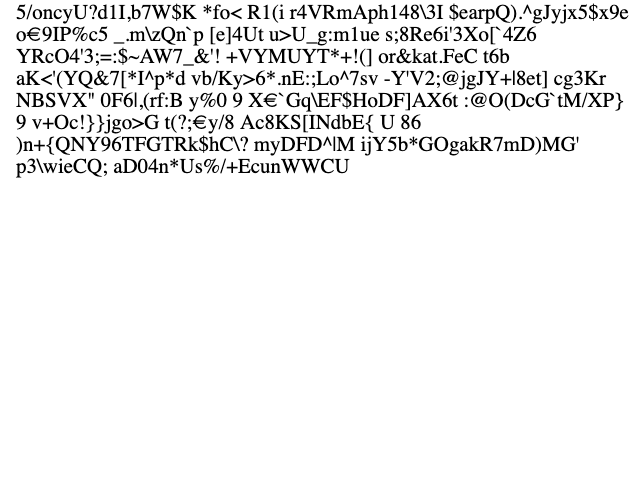 5/oncyU?d1I,b7W$K *fo< R1(i r4VRmAph148\3I $earpQ).^gJyjx5$x9e
o€9IP%c5 _.m\zQn`p [e]4Ut u>U_g:m1ue s;8Re6i'3Xo[`4Z6
YRcO4'3;=:$~AW7_&'! +VYMUYT*+!(] or&kat.FeC t6b
aK<'(YQ&7[*I^p*d vb/Ky>6*.nE:;Lo^7sv -Y'V2;@jgJY+|8et] cg3Kr
NBSVX" 0F6|,(rf:B y%0 9 X€`Gq\EF$HoDF]AX6t :@O(DcG`tM/XP}
9 v+Oc!}}jgo>G t(?;€y/8 Ac8KS[INdbE{ U 86
)n+{QNY96TFGTRk$hC\? myDFD^|M ijY5b*GOgakR7mD)MG'
p3\wieCQ; aD04n*Us%/+EcunWWCU